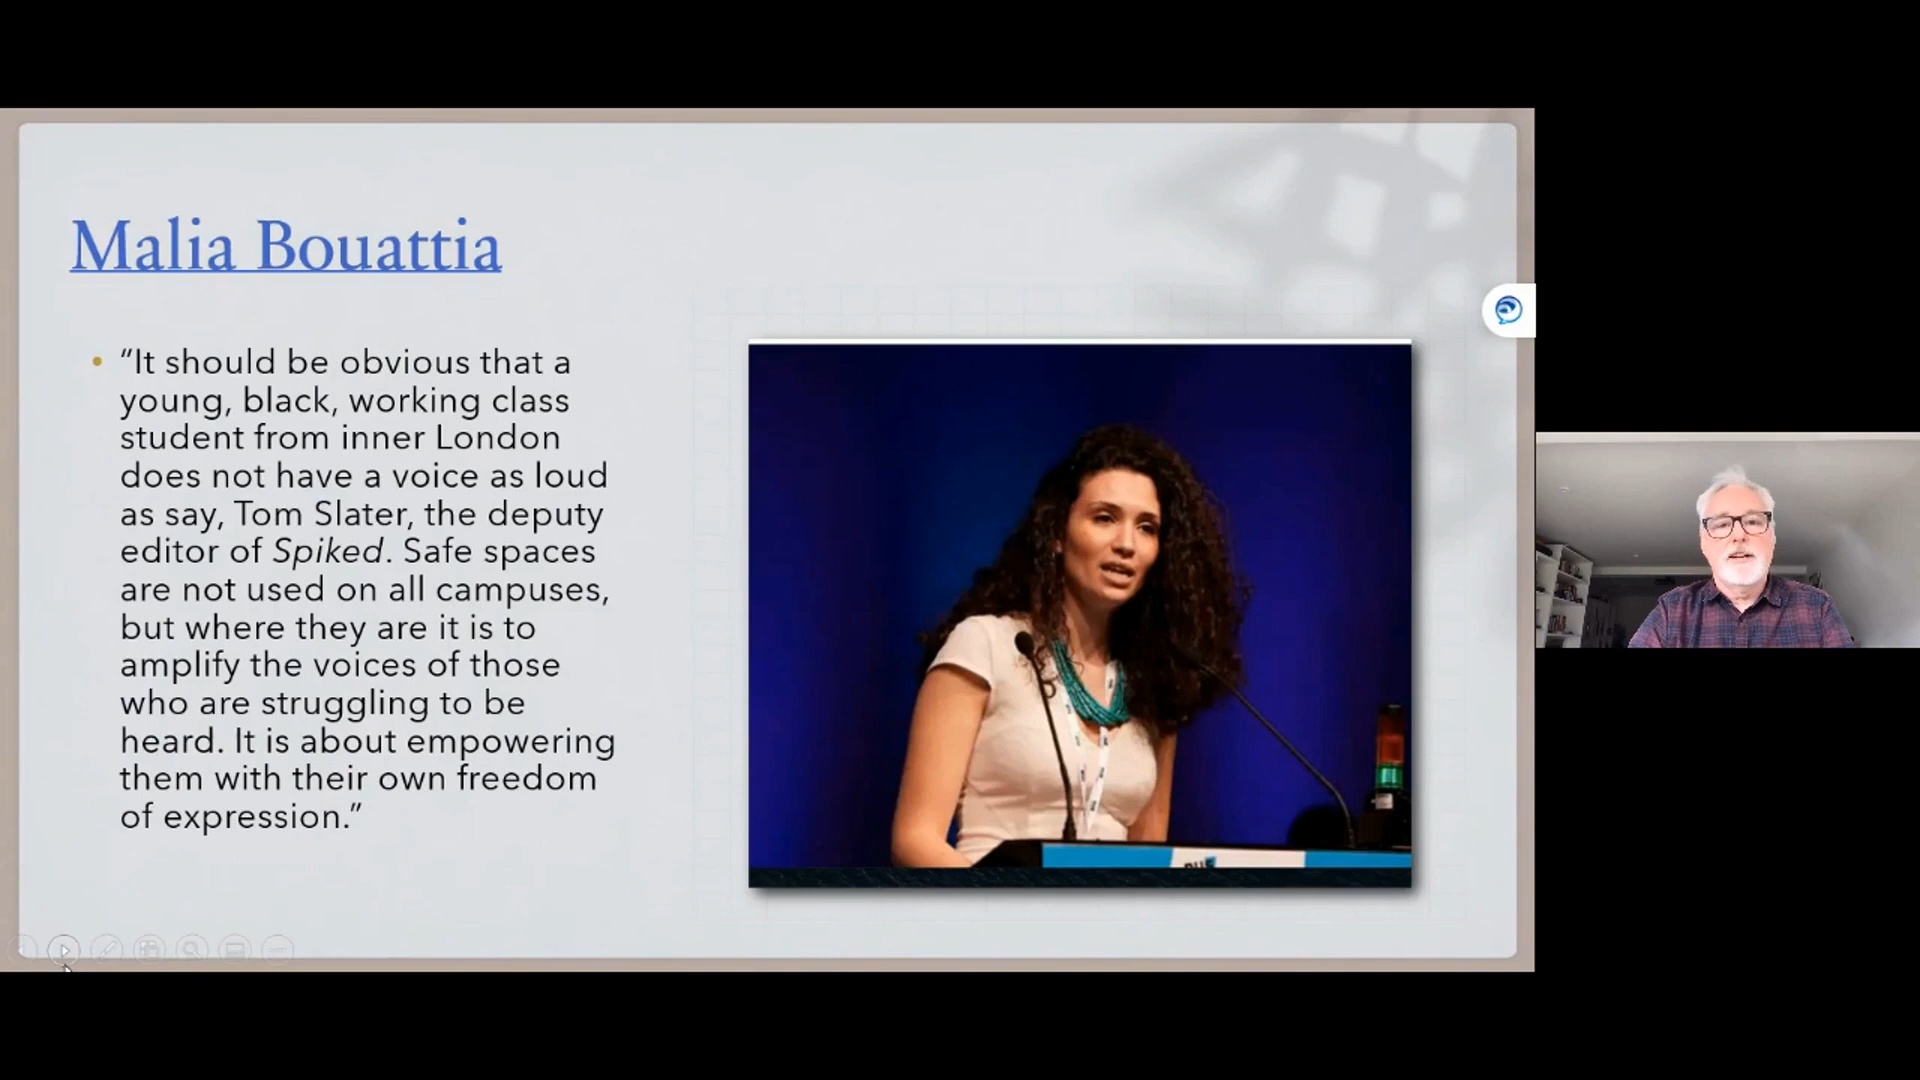 Malia Bouattia
• “It should be obvious that a
young, black, working class
student from inner London
does not have a voice as loud
as say, Tom Slater, the deputy
editor of Spiked. Safe spaces
are not used on all campuses,
but where they are it is to
amplify the voices of those
who are struggling to be
heard. It is about empowering
them with their own freedom
of expression.”